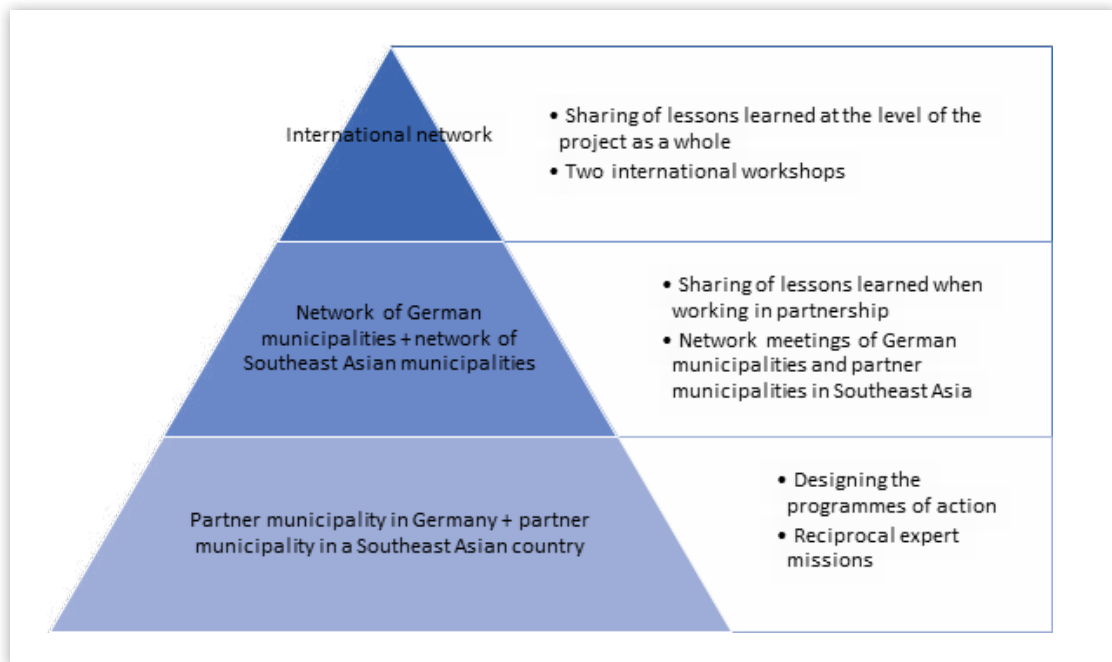 International network
• Sharing of lessons learned at the level of the
project as a whole
• Two international workshops
Network of German
municipalities + network of
Southeast Asian municipalities
• Sharing of lessons learned when
working in partnership
• Network meetings of German
municipalities and partner
municipalities in Southeast Asia
Partner municipality in Germany + partner
municipality in a Southeast Asian country
• Designing the
programmes of action
• Reciprocal expert
missions